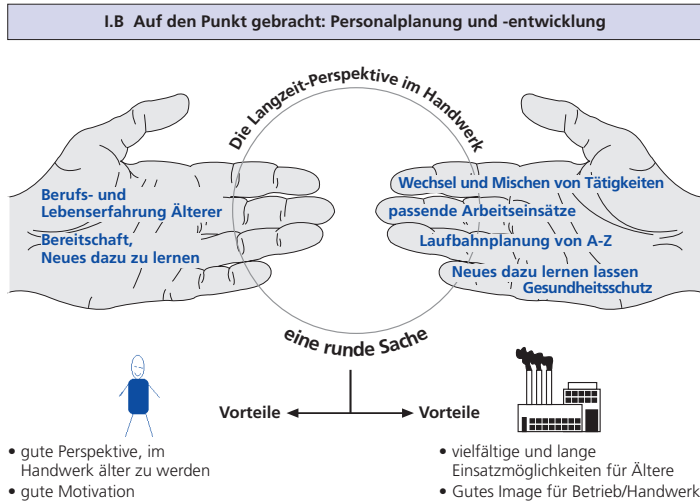 I.B Auf den Punkt gebracht: Personalplanung und -entwicklung
Die Langzeit-Perspektive im Handwerk
Berufs- und
Lebenserfahrung Älterer
Bereitschaft,
Neues dazu zu lernen
Wechsel und Mischen von Tätigkeiten
passende Arbeitseinsätze
Laufbahnplanung von A-Z
Neues dazu lernen lassen
Gesundheitsschutz
eine runde Sache
Vorteile
Vorteile
• gute Perspektive, im
Handwerk älter zu werden
• gute Motivation
• vielfältige und lange
Einsatzmöglichkeiten für Ältere
• Gutes Image für Betrieb/Handwerk